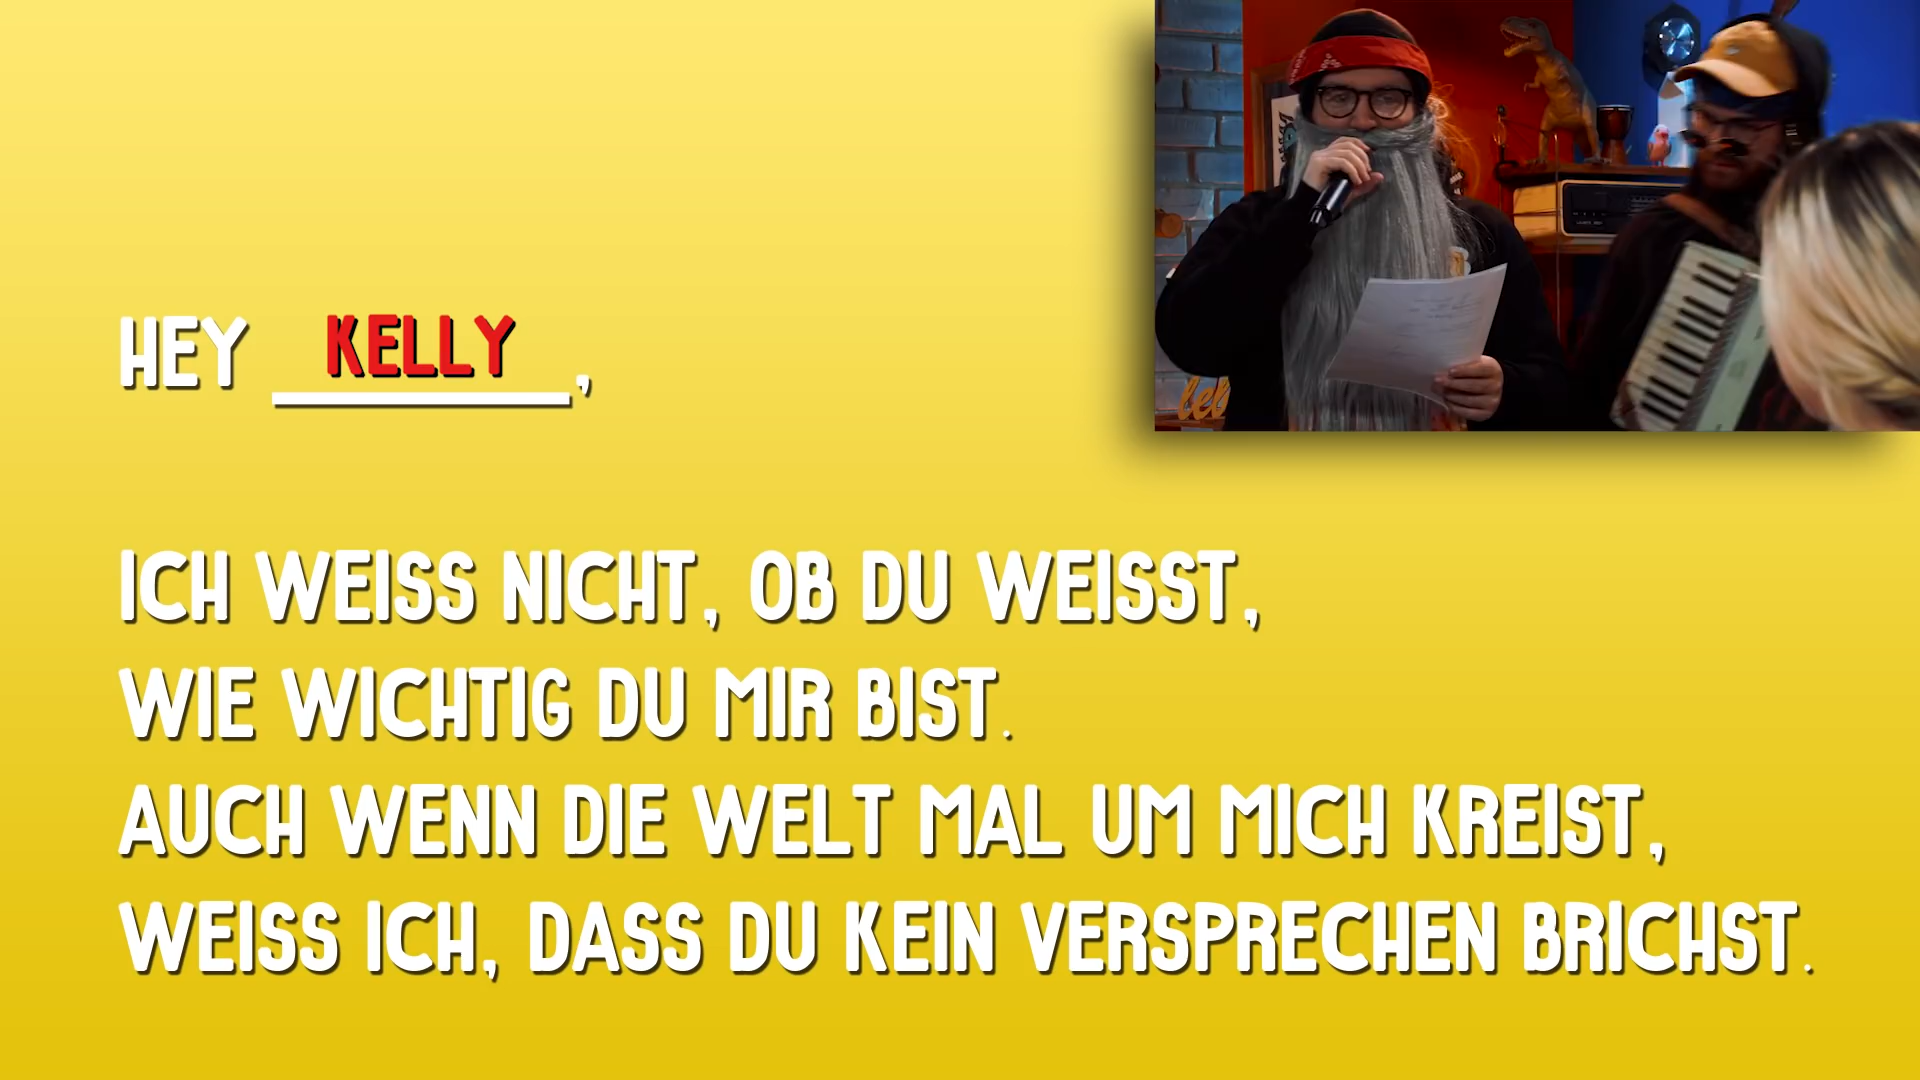 HEY KELLY,
ICH WEISS NICHT, OB DU WEISST,
WIE WICHTIG DU MIR BIST.
AUCH WENN DIE WELT MAL UM MICH KREIST,
WEISS ICH, DASS DU KEIN VERSPRECHEN BRICHST.